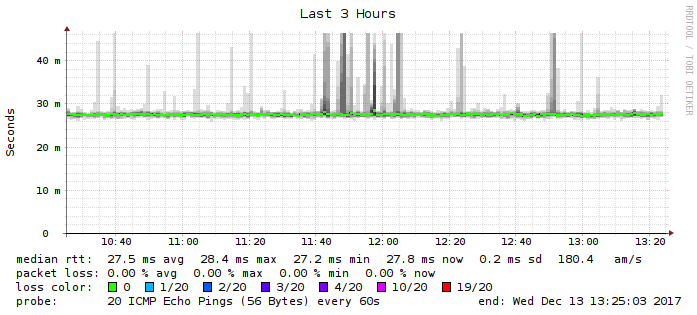 Last 3 Hours
RRDTOOL / TOBI OETIKER
Seconds
40 m
30 m
20 m
10 m
0
10:40 11:00 11:20 11:40 12:00 12:20 12:40 13:00 13:20
median rtt: 27.5 ms avg 28.4 ms max 27.2 ms min 27.8 ms now 0.2 ms sd 180.4 am/s
packet loss: 0.00 % avg 0.00 % max 0.00 % min 0.00 % now
loss color: 0 1/20 2/20 3/20 4/20 10/20 19/20
probe: 20 ICMP Echo Pings (56 Bytes) every 60s end: Wed Dec 13 13:25:03 2017